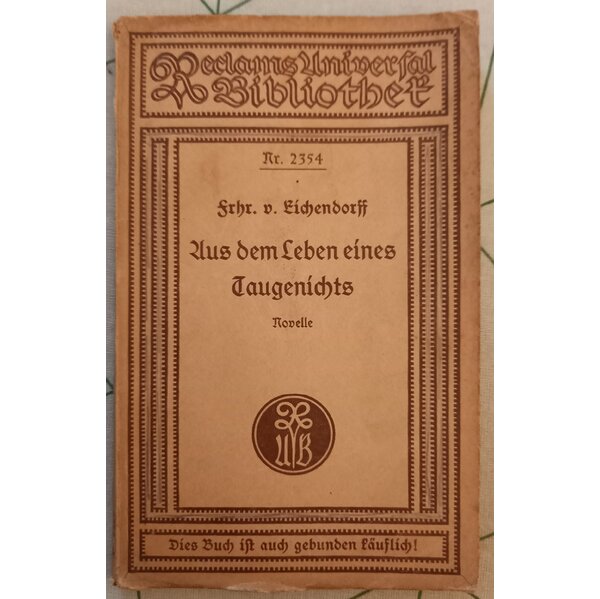 Reclams Universal
Bibliothek
Nr. 2354
Frhr. v. Eichendorff
Aus dem Leben eines
Taugenichts
Novelle
R
UB
Dies Buch ist auch gebunden käuflich!